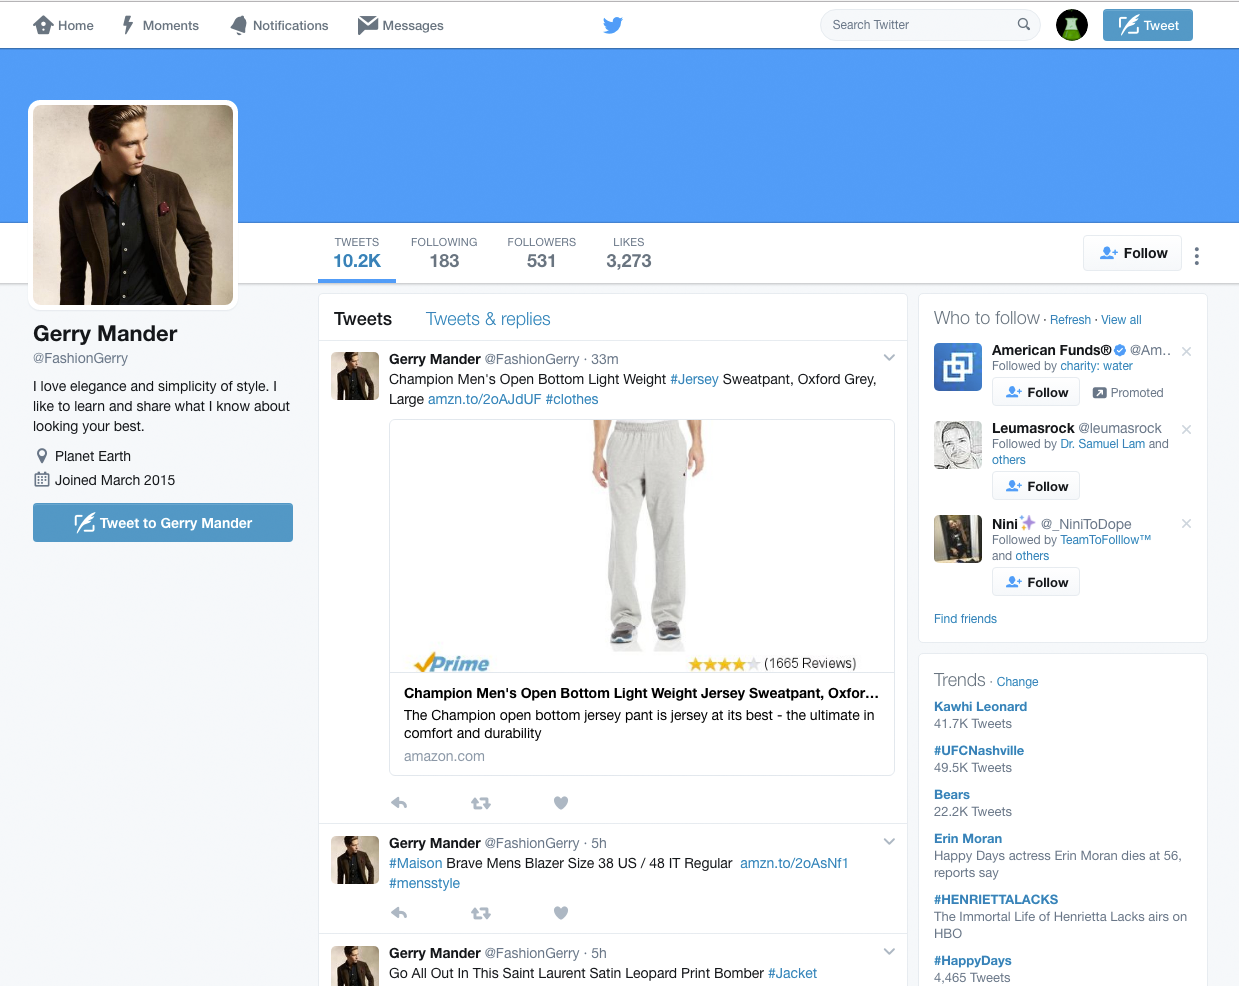 Home
Moments
Notifications
Messages
Search Twitter
Tweet
TWEETS
10.2K
FOLLOWING
183
FOLLOWERS
531
LIKES
3,273
Follow
Gerry Mander
@FashionGerry
I love elegance and simplicity of style. I
like to learn and share what I know about
looking your best.
Planet Earth
Joined March 2015
Tweet to Gerry Mander
Tweets
Tweets & replies
Gerry Mander @FashionGerry · 33m
Champion Men's Open Bottom Light Weight #Jersey Sweatpant, Oxford Grey,
Large amzn.to/2oAJdUF #clothes
Prime
(1665 Reviews)
Champion Men's Open Bottom Light Weight Jersey Sweatpant, Oxfor...
The Champion open bottom jersey pant is jersey at its best - the ultimate in
comfort and durability
amazon.com
Gerry Mander @FashionGerry · 5h
#Maison Brave Mens Blazer Size 38 US / 48 IT Regular amzn.to/2oAsNf1
#mensstyle
Gerry Mander @FashionGerry · 5h
Go All Out In This Saint Laurent Satin Leopard Print Bomber #Jacket
Who to follow · Refresh · View all
American Funds® @Am..
Followed by charity: water
Follow
Promoted
Leumasrock @leumasrock
Followed by Dr. Samuel Lam and
others
Follow
Nini @_NiniToDope
Followed by TeamToFolllow™
and others
Follow
Find friends
Trends · Change
Kawhi Leonard
41.7K Tweets
#UFCNashville
49.5K Tweets
Bears
22.2K Tweets
Erin Moran
Happy Days actress Erin Moran dies at 56,
reports say
#HENRIETTALACKS
The Immortal Life of Henrietta Lacks airs on
HBO
#HappyDays
4,465 Tweets